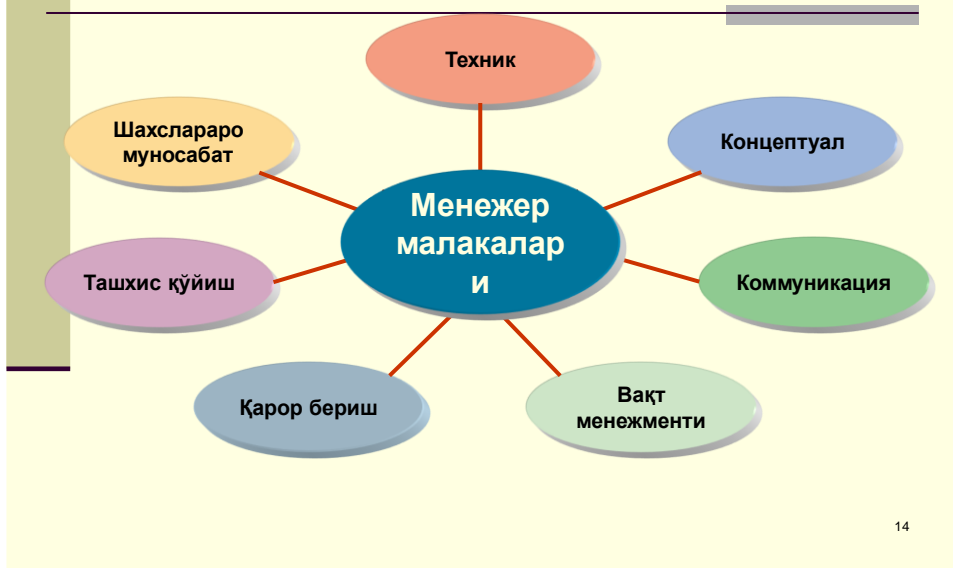 Техник
Шахслараро
муносабат
Концептуал
Менежер
малакалар
и
Ташхис қўйиш
Коммуникация
Қарор бериш
Вақт
менежменти
14